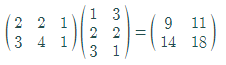 ( 2 2 1 ) ( 1 3 ) = ( 9 11 )
( 3 4 1 ) ( 2 2 ) ( 14 18 )
( 3 1 )